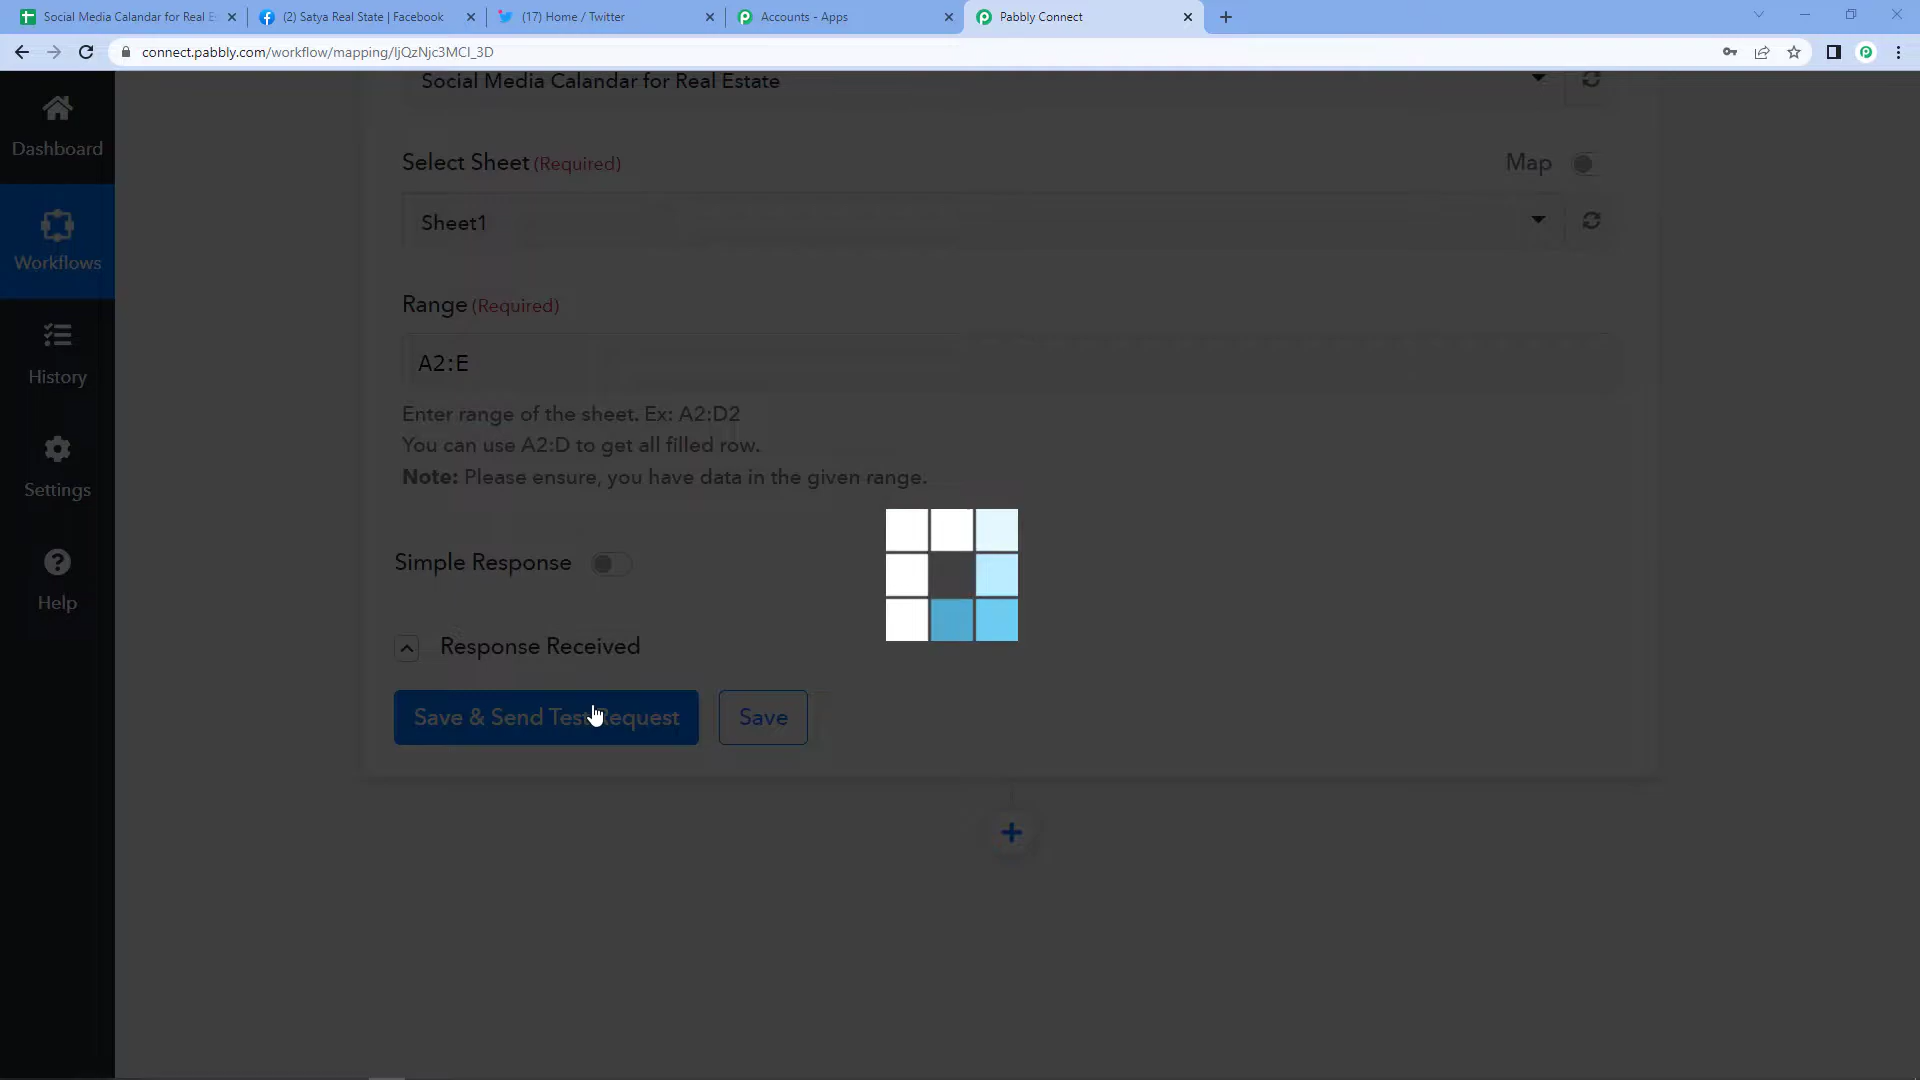 Social Media Calandar for Real E
(2) Satya Real State | Facebook
(17) Home / Twitter
Accounts - Apps
Pabbly Connect
connect.pabbly.com/workflow/mapping/IjQzNjc3MCI_3D
Social Media Calandar for Real Estate
Dashboard
Select Sheet (Required)
Map
Sheet1
Workflows
Range (Required)
A2:E
History
Enter range of the sheet. Ex: A2:D2
You can use A2:D to get all filled row.
Note: Please ensure, you have data in the given range.
Settings
Simple Response
Help
Response Received
Save & Send Test Request
Save